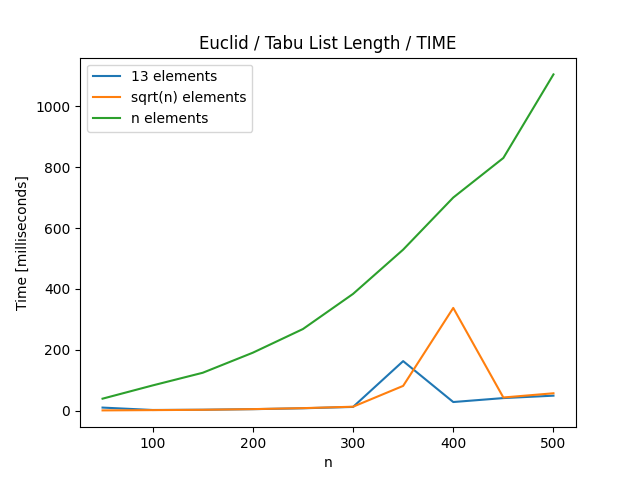 Euclid / Tabu List Length / TIME
13 elements
sqrt(n) elements
n elements
Time [milliseconds]
1000
800
600
400
200
0
100 200 300 400 500
n